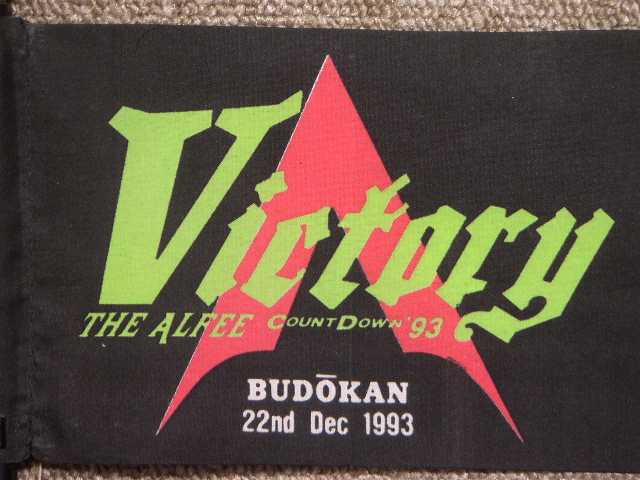 Victory
THE ALFEE COUNTDOWN '93
BUDŌKAN
22nd Dec 1993